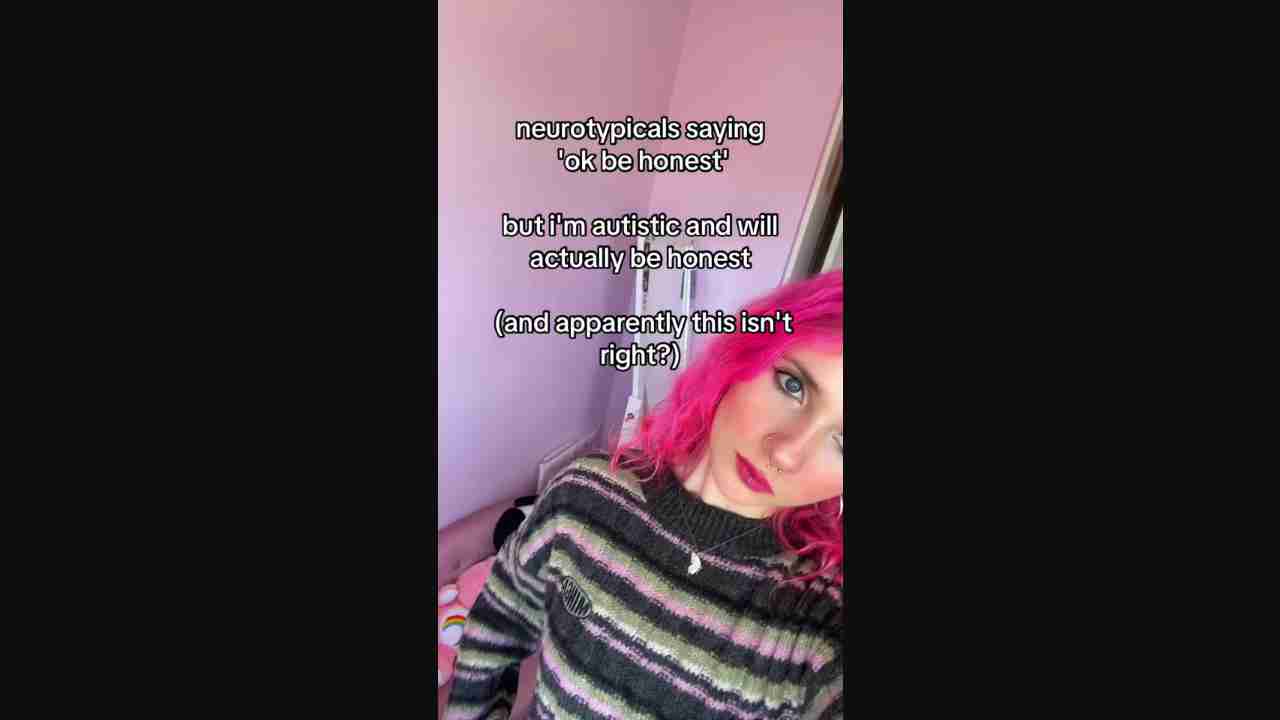 neurotypicals saying
'ok be honest'
but i'm autistic and will
actually be honest
(and apparently this isn't
right?)